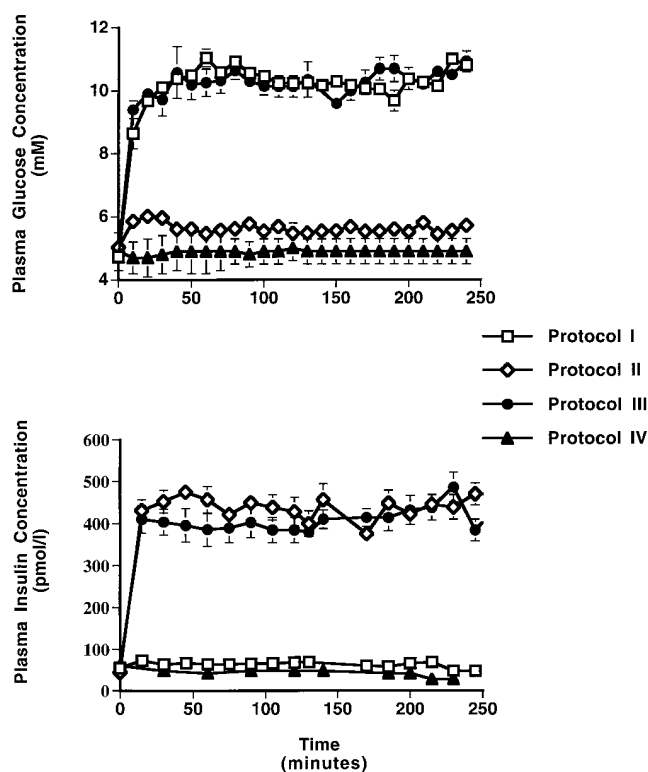 Plasma Glucose Concentration
(mM)
12
10
8
6
4
0
50
100
150
200
250
Protocol I
Protocol II
Protocol III
Protocol IV
Plasma Insulin Concentration
(pmol/l)
600
500
400
300
200
100
0
0
50
100
150
200
250
Time
(minutes)